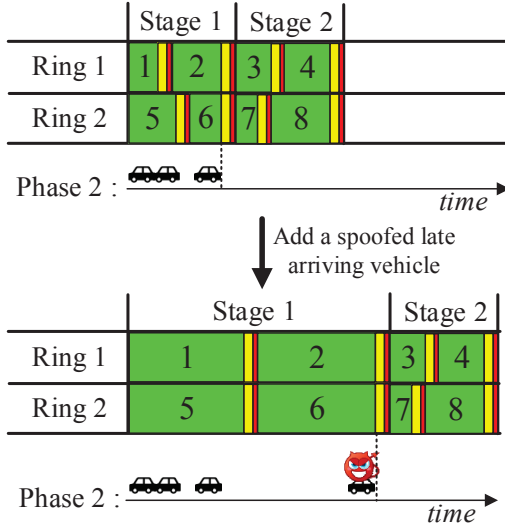 Stage 1 Stage 2
Ring 1 1 2 3 4
Ring 2 5 6 7 8
Phase 2 :
time
Add a spoofed late
arriving vehicle
Stage 1 Stage 2
Ring 1 1 2 3 4
Ring 2 5 6 7 8
Phase 2 :
time